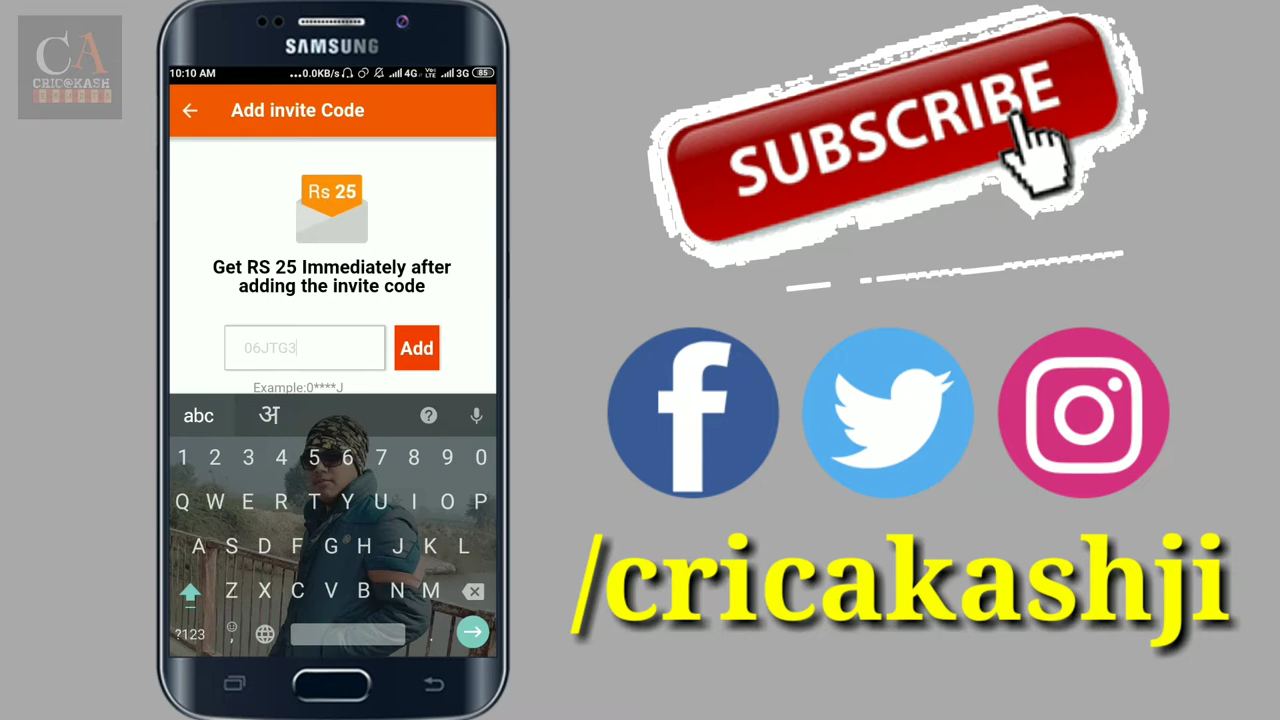 CA
CRIC@KASH
SAMSUNG
10:10 AM
...0.0KB/s 4G VoLTE 3G 85
Add invite Code
Rs 25
Get RS 25 Immediately after
adding the invite code
06JTG3
Add
Example:0****J
abc अ ?
1 2 3 4 5 6 7 8 9 0
Q W E R T Y U I O P
A S D F G H J K L
Z X C V B N M
?123 , .
SUBSCRIBE
/cricakashji